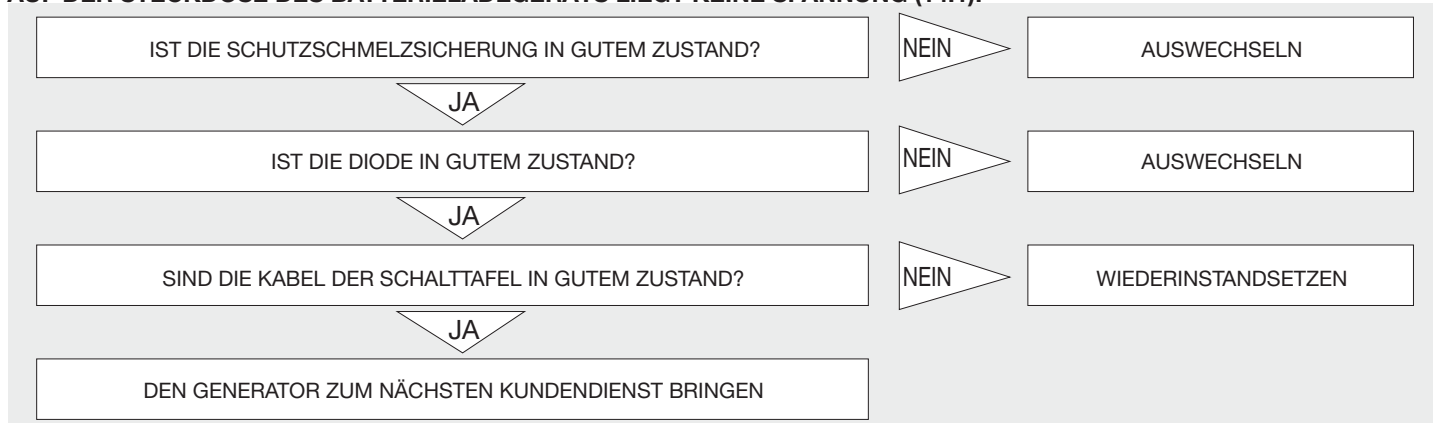 IST DIE SCHUTZSCHMELZSICHERUNG IN GUTEM ZUSTAND? NEIN AUSWECHSELN
JA
IST DIE DIODE IN GUTEM ZUSTAND? NEIN AUSWECHSELN
JA
SIND DIE KABEL DER SCHALTTAFEL IN GUTEM ZUSTAND? NEIN WIEDERINSTANDSETZEN
JA
DEN GENERATOR ZUM NÄCHSTEN KUNDENDIENST BRINGEN